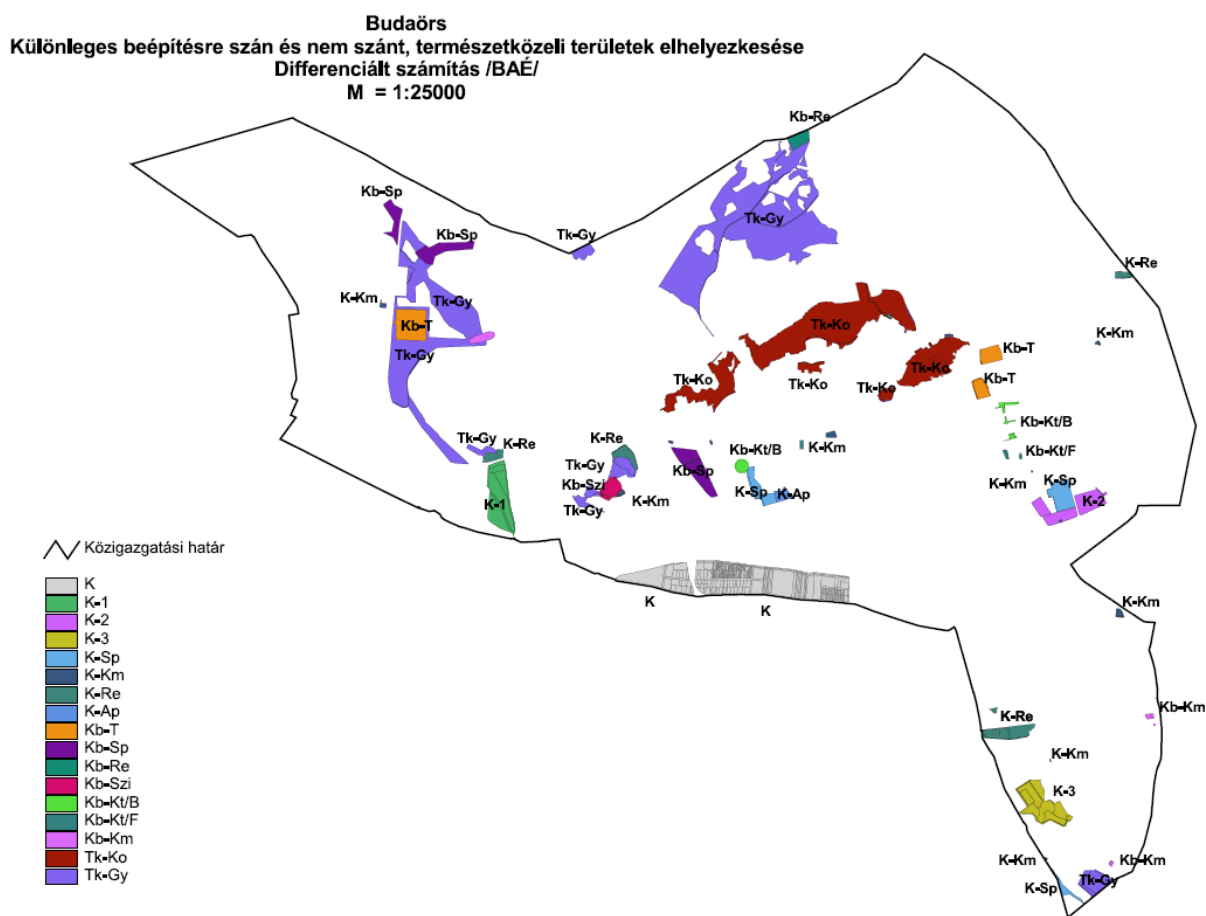 Budaörs
Különleges beépítésre szán és nem szánt, természetközeli területek elhelyezkesése
Differenciált számítás /BAÉ/
M = 1:25000
Kb-Re
Kb-Sp
Tk-Gy
Kb-Sp
Tk-Gy
K-Re
K-Km
Tk-Gy
Kb-T
Tk-Ko
K-Km
Tk-Gy
Kb-T
Tk-Ko
Tk-Ko
Tk-Ko
Tk-Ko
Kb-T
Kb-Kt/B
Tk-Gy
K-Re
K-Re
K-Km
Kb-Kt/B
Kb-Kt/F
Tk-Gy
Kb-Sp
Kb-Szi
K-Km
K-Sp
K-Sp
K-Ap
K-1
K-Km
K-2
Tk-Gy
Közigazgatási határ
K
K-1
K-2
K-3
K-Sp
K-Km
K-Re
K-Ap
Kb-T
Kb-Sp
Kb-Re
Kb-Szi
Kb-Kt/B
Kb-Kt/F
Kb-Km
Tk-Ko
Tk-Gy
K
K
K-Km
Kb-Km
K-Re
K-Km
K-3
K-Km
Kb-Km
Tk-Gy
K-Sp